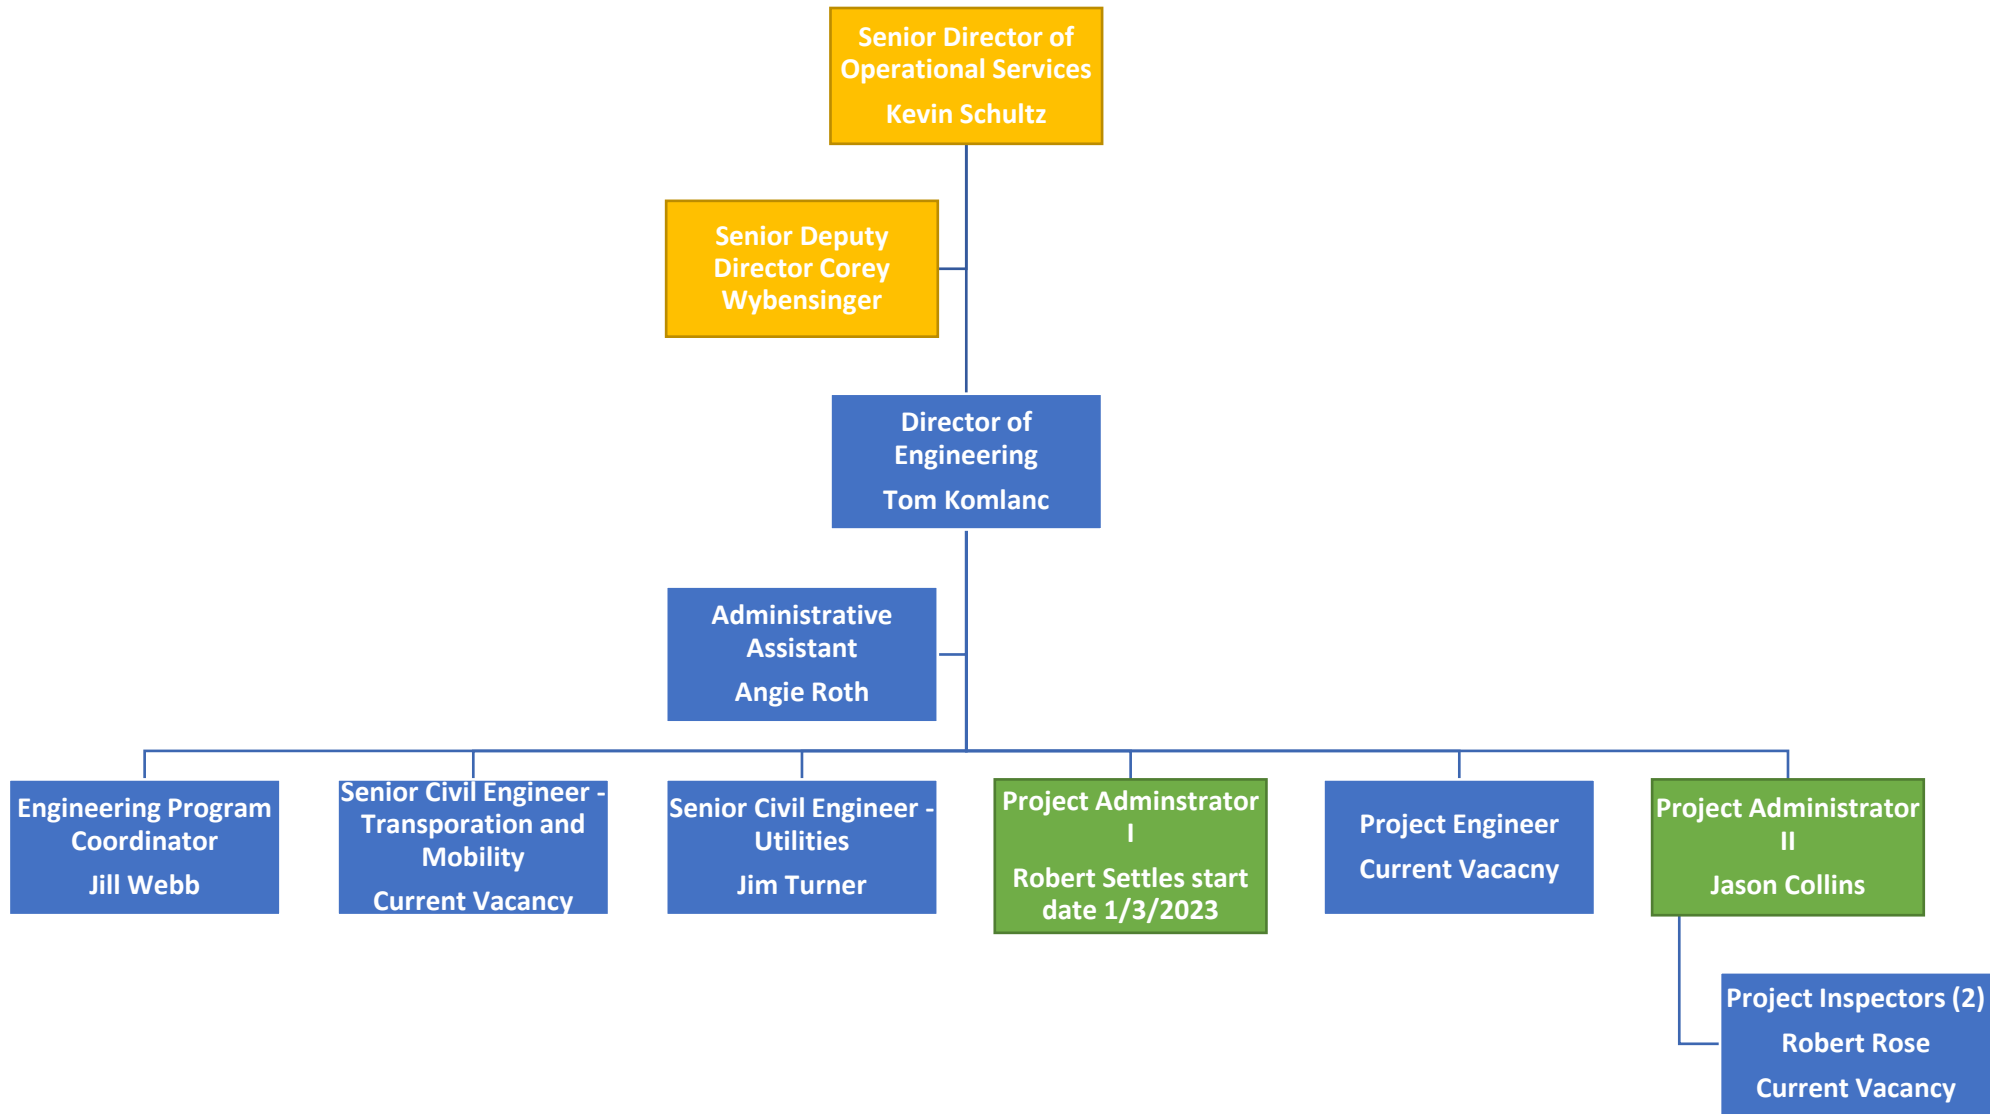 Senior Director of
Operational Services
Kevin Schultz
Senior Deputy
Director Corey
Wybensinger
Director of
Engineering
Tom Komlanc
Administrative
Assistant
Angie Roth
Engineering Program
Coordinator
Jill Webb
Senior Civil Engineer -
Transporation and
Mobility
Current Vacancy
Senior Civil Engineer -
Utilities
Jim Turner
Project Adminstrator
I
Robert Settles start
date 1/3/2023
Project Engineer
Current Vacacny
Project Administrator
II
Jason Collins
Project Inspectors (2)
Robert Rose
Current Vacancy